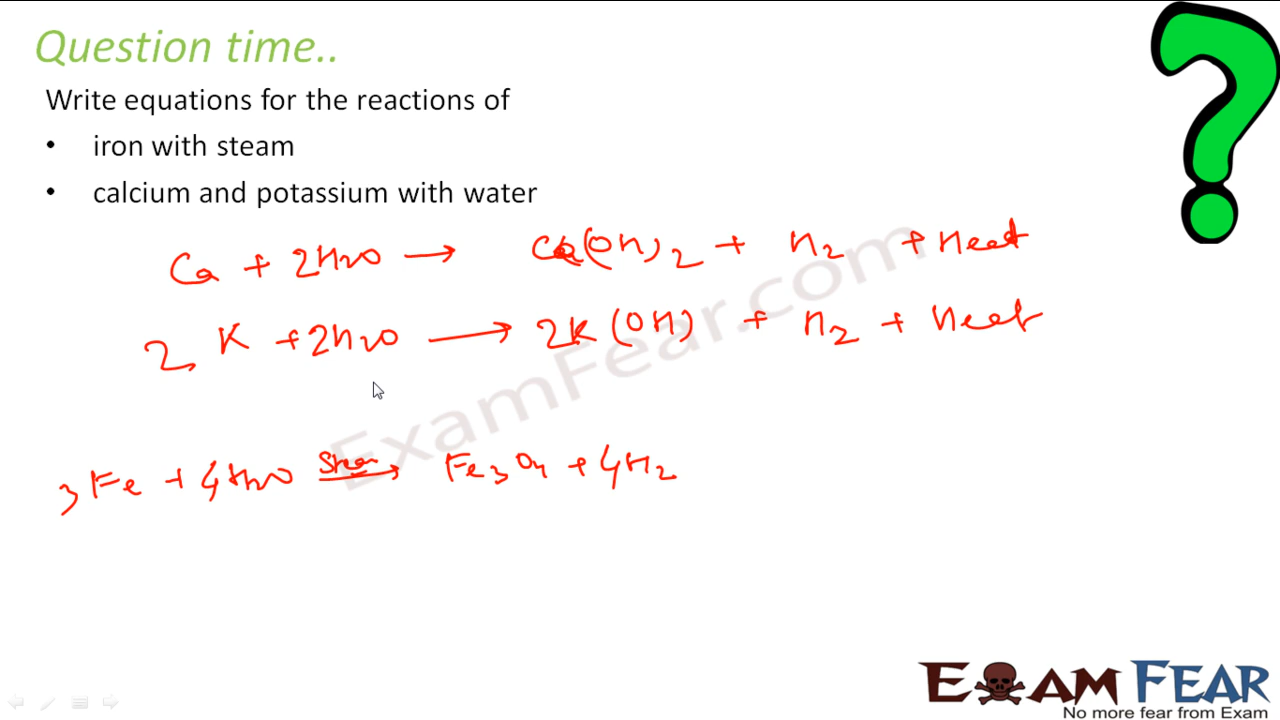 Question time..
Write equations for the reactions of
• iron with steam
• calcium and potassium with water
Ca + 2H2O → Ca(OH)2 + H2 + Heat
2K + 2H2O → 2K(OH) + H2 + Heat
3Fe + 4H2O Steam → Fe3O4 + 4H2
ExamFear.com
EXAM FEAR
No more fear from Exam